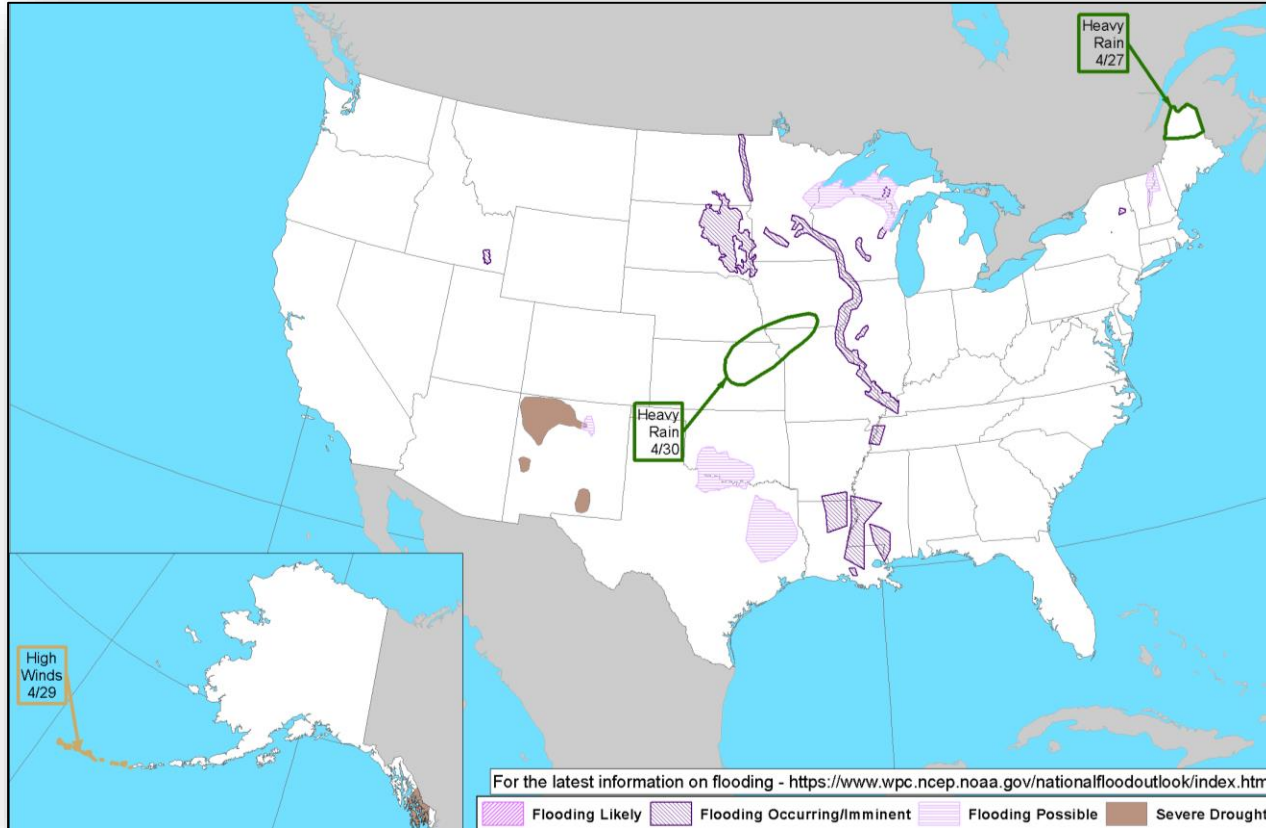 Heavy
Rain
4/27
Heavy
Rain
4/30
High
Winds
4/29
For the latest information on flooding - https://www.wpc.ncep.noaa.gov/nationalfloodoutlook/index.htm
Flooding Likely
Flooding Occurring/Imminent
Flooding Possible
Severe Drought